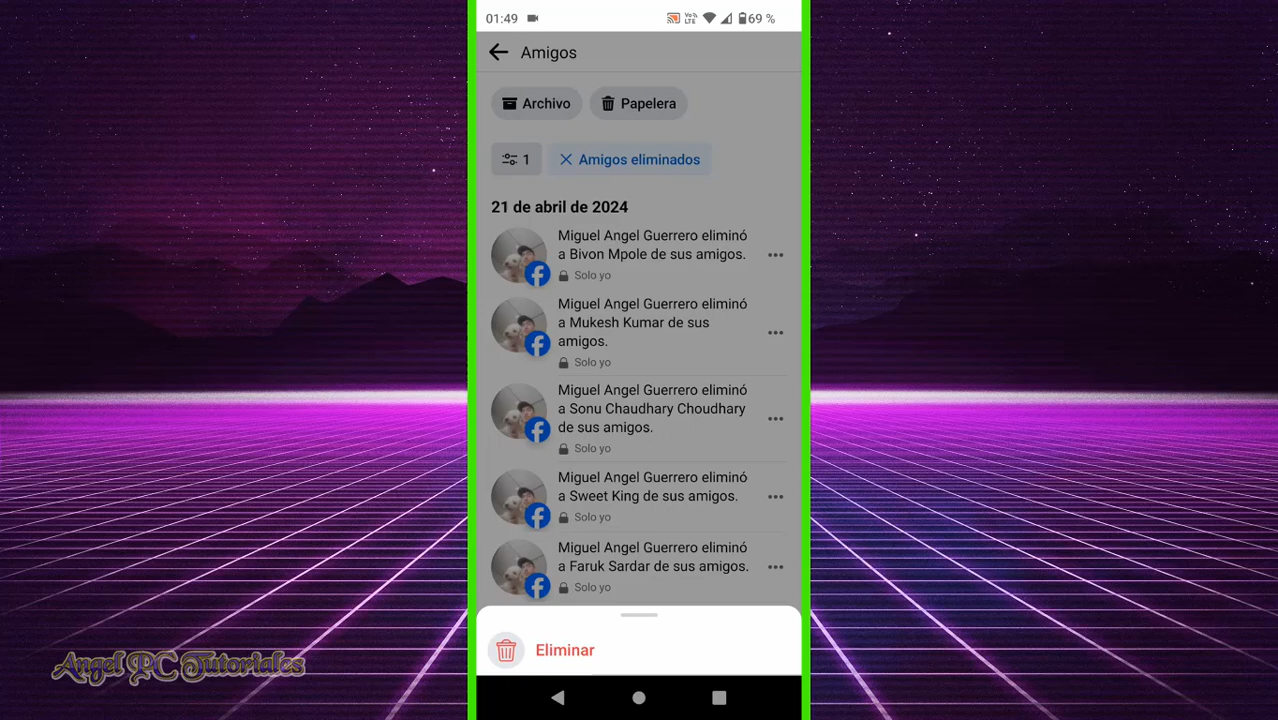 01:49 Vo) LTE 69 %
Amigos
Archivo Papelera
1 Amigos eliminados
21 de abril de 2024
Miguel Angel Guerrero eliminó
a Bivon Mpole de sus amigos.
Solo yo
Miguel Angel Guerrero eliminó
a Mukesh Kumar de sus
amigos.
Solo yo
Miguel Angel Guerrero eliminó
a Sonu Chaudhary Choudhary
de sus amigos.
Solo yo
Miguel Angel Guerrero eliminó
a Sweet King de sus amigos.
Solo yo
Miguel Angel Guerrero eliminó
a Faruk Sardar de sus amigos.
Solo yo
Eliminar
Angel PC Tutoriales